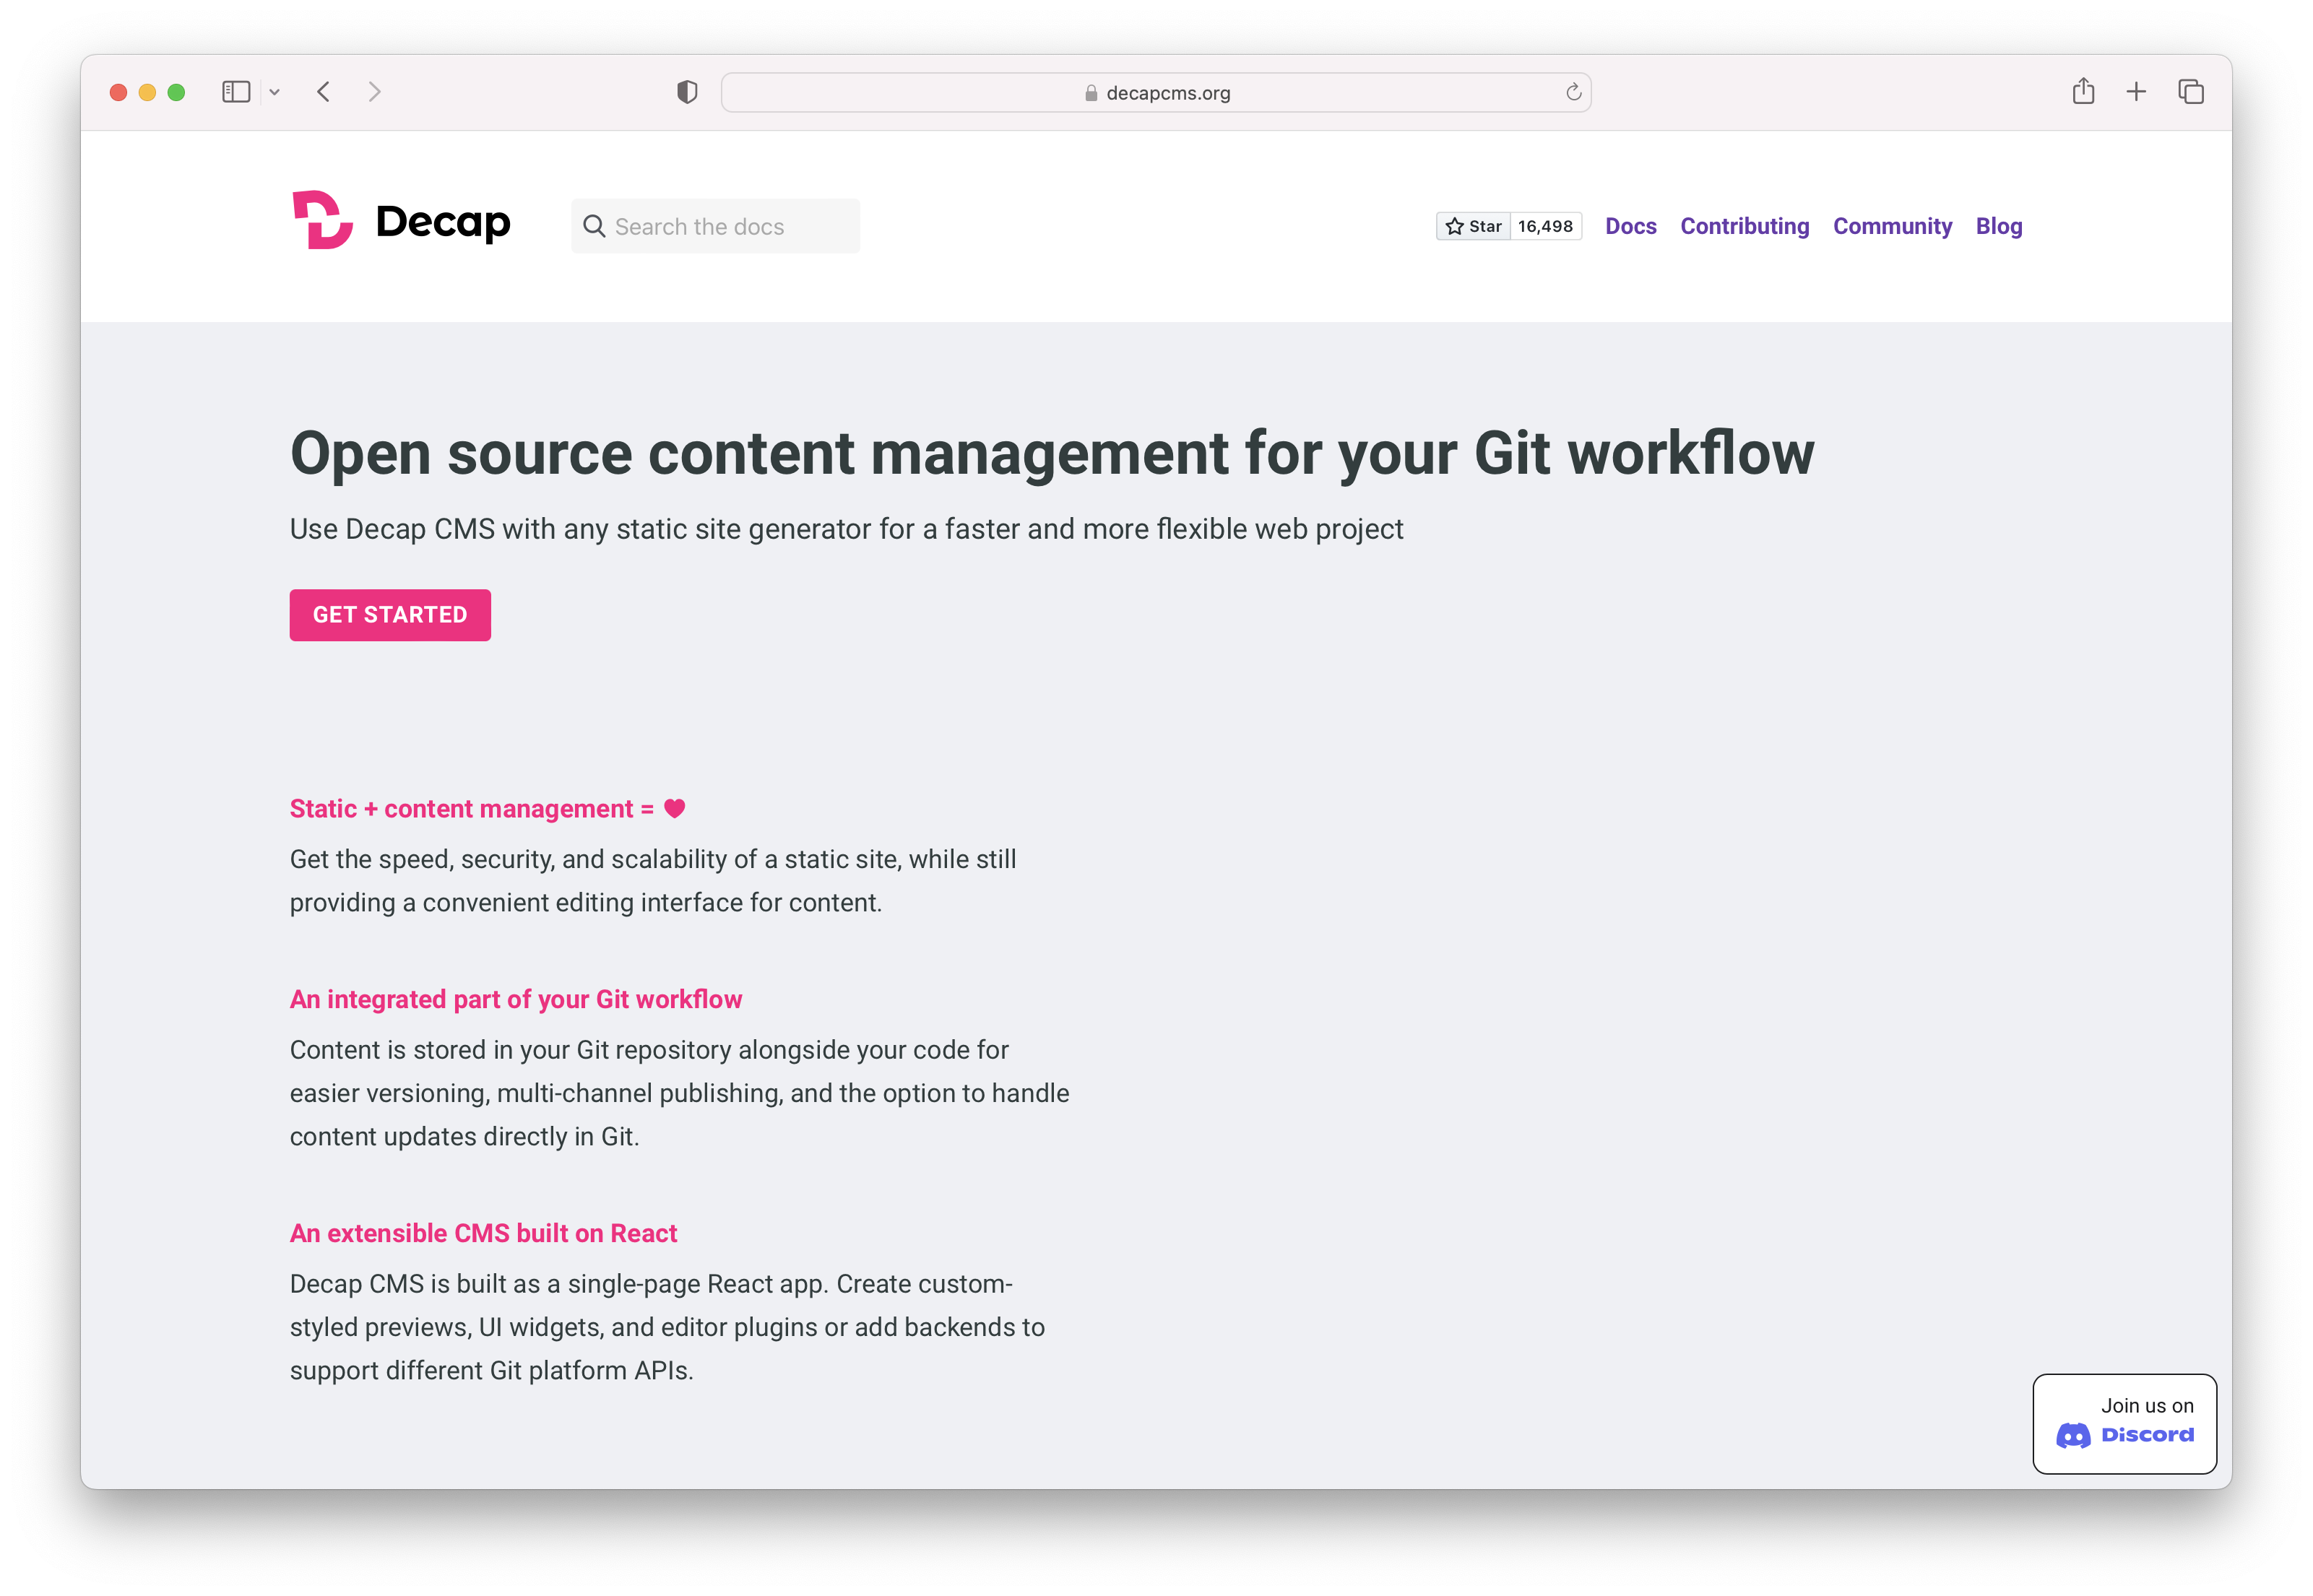 decapcms.org
Decap
Search the docs
Star 16,498
Docs Contributing Community Blog
Open source content management for your Git workflow
Use Decap CMS with any static site generator for a faster and more flexible web project
GET STARTED
Static + content management =
Get the speed, security, and scalability of a static site, while still
providing a convenient editing interface for content.
An integrated part of your Git workflow
Content is stored in your Git repository alongside your code for
easier versioning, multi-channel publishing, and the option to handle
content updates directly in Git.
An extensible CMS built on React
Decap CMS is built as a single-page React app. Create custom-
styled previews, UI widgets, and editor plugins or add backends to
support different Git platform APIs.
Join us on
Discord